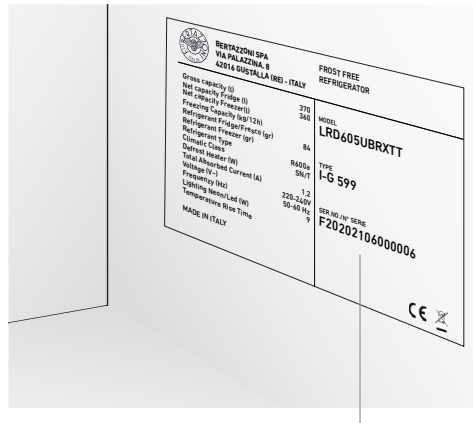 BERTAZZONI SPA
VIA PALAZZINA, 8
42016 GUSTALLA (RE) - ITALY
FROST FREE
REFRIGERATOR
Gross capacity (l) 370
Net capacity Fridge (l) 360
Net capacity Freezer(l)
Freezing Capacity (kg/12h)
Refrigerant Fridge/Fresco (gr) 84
Refrigerant Freezer (gr)
Refrigerant Type R600a
Climatic Class SN/T
Defrost Heater (W)
Total Absorbed Current (A) 1.2
Voltage (V~) 220-240V
Frequency (Hz) 50-60 Hz
Lighting Neon/Led (W) 9
Temperature Rise Time
MADE IN ITALY
MODEL
LRD605UBRXTT
TYPE
I-G 599
SER.NO./N° SERIE
F20202106000006
CE